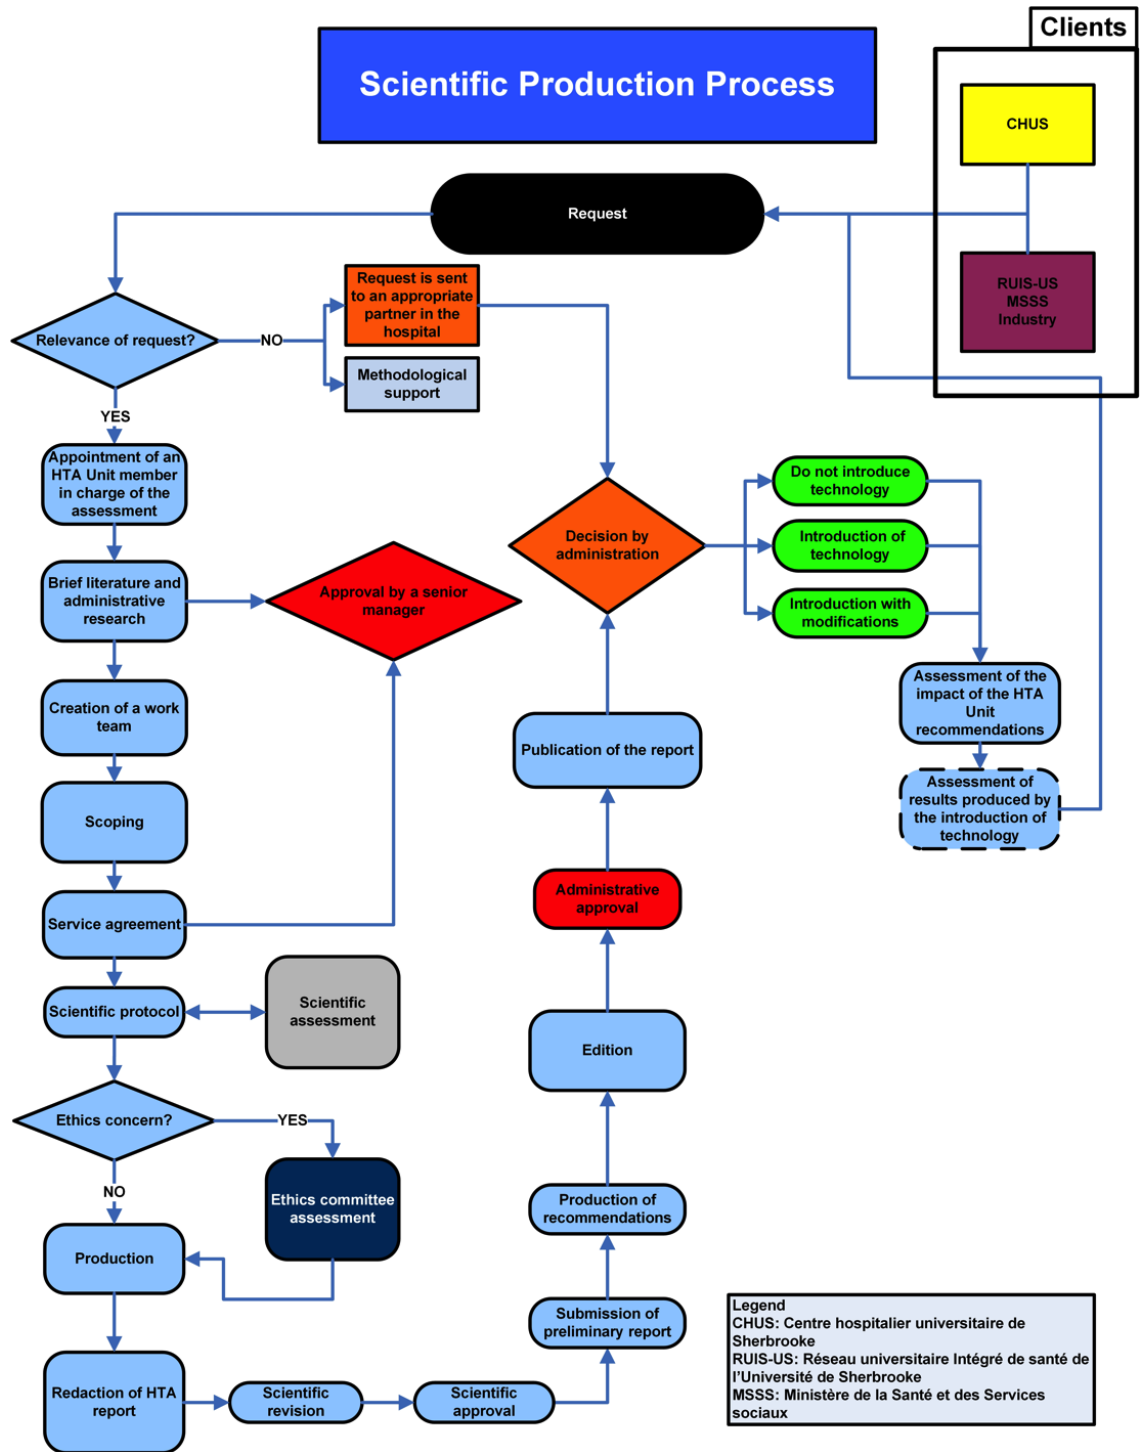 Clients
Scientific Production Process
CHUS
Request
RUIS-US
MSSS
Industry
Request is sent
to an appropriate
partner in the
hospital
Relevance of request?
NO
Methodological
support
YES
Appointment of an
HTA Unit member
in charge of the
assessment
Do not introduce
technology
Decision by
administration
Introduction of
technology
Introduction with
modifications
Brief literature and
administrative
research
Approval by a senior
manager
Assessment of the
impact of the HTA
Unit
recommendations
Creation of a work
team
Publication of the report
Assessment of
results produced by
the introduction of
technology
Scoping
Administrative
approval
Service agreement
Scientific protocol
Scientific
assessment
Edition
Ethics concern?
YES
NO
Ethics committee
assessment
Production of
recommendations
Production
Submission of
preliminary report
Redaction of HTA
report
Scientific
revision
Scientific
approval
Legend
CHUS: Centre hospitalier universitaire de
Sherbrooke
RUIS-US: Réseau universitaire Intégré de santé de
l’Université de Sherbrooke
MSSS: Ministère de la Santé et des Services
sociaux